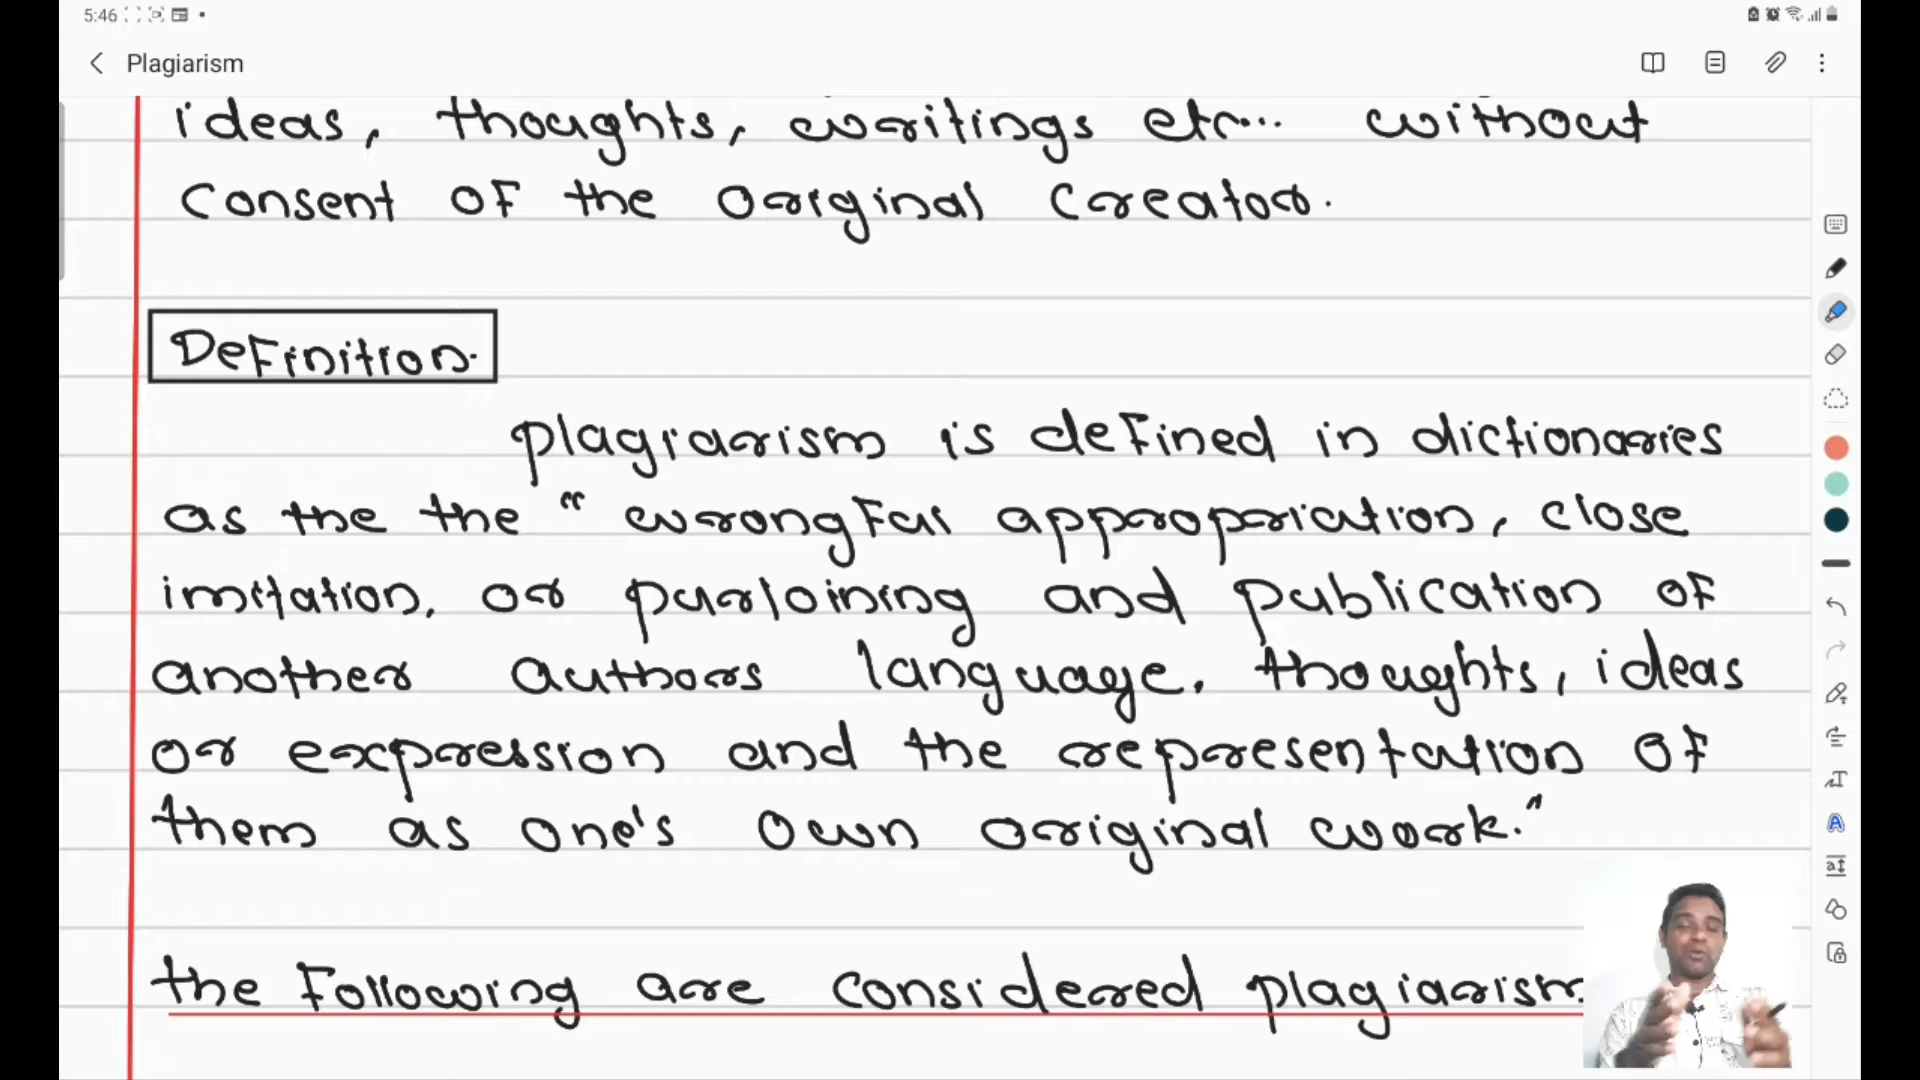 5:46
Plagiarism
ideas, thoughts, writings etc... without
Consent OF the original Creator.
Definition.
plagiarism is defined in dictionaries
as the the "wrongful appropriation, close
imitation, or purloining and publication of
another authors language, thoughts, ideas
or expression and the representation of
them as one's own original work."
the Following are considered plagiarism